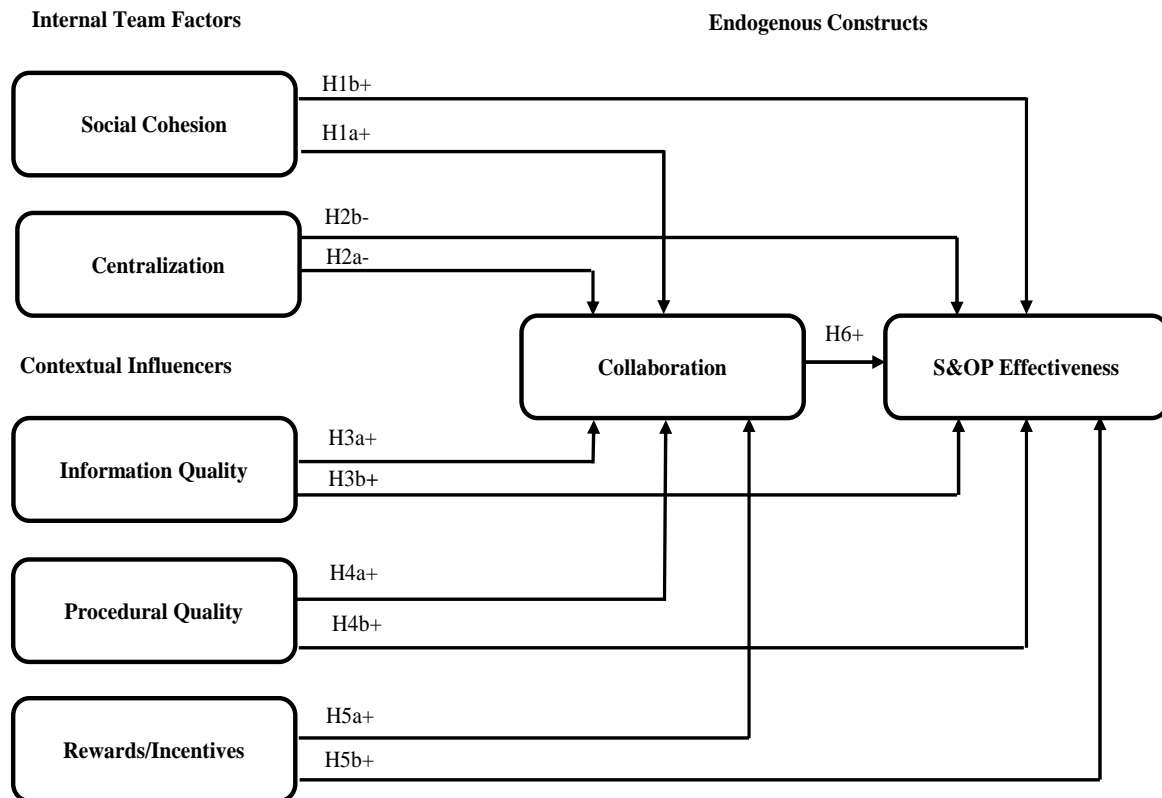 Internal Team Factors
Endogenous Constructs
H1b+
Social Cohesion
H1a+
H2b-
H2a-
Centralization
H6+
Contextual Influencers
Collaboration
S&OP Effectiveness
H3a+
Information Quality
H3b+
H4a+
Procedural Quality
H4b+
H5a+
Rewards/Incentives
H5b+